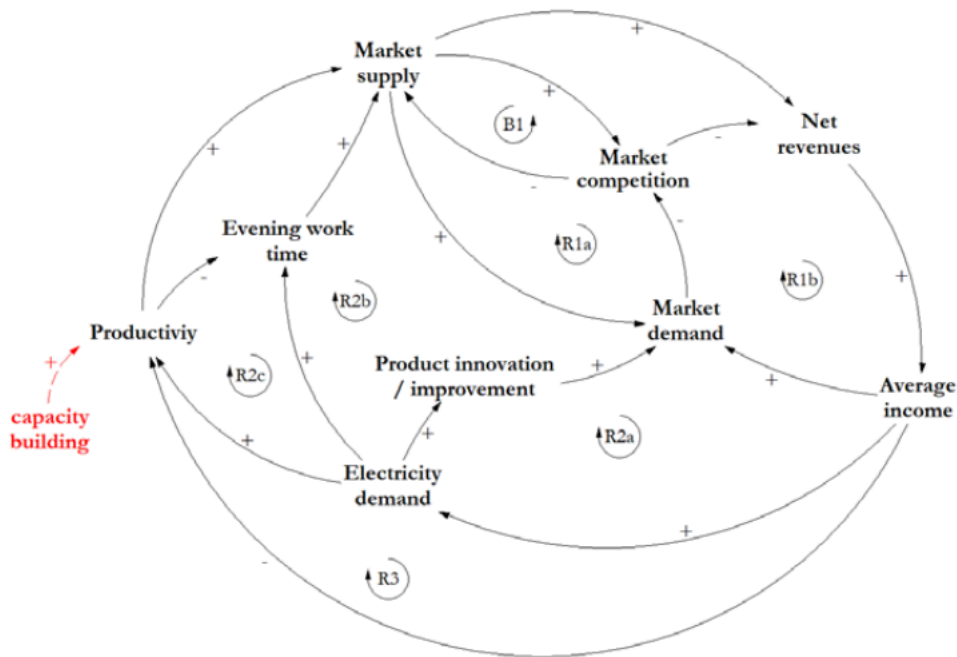 +
Market
supply
+
B1
Net
revenues
-
+
+
Market
competition
-
Evening work
time
+
R1a
-
-
R1b
+
R2b
Productiviy
Market
demand
+
+
R2c
Product innovation
/ improvement
+
+
Average
income
capacity
building
+
+
R2a
Electricity
demand
+
-
R3